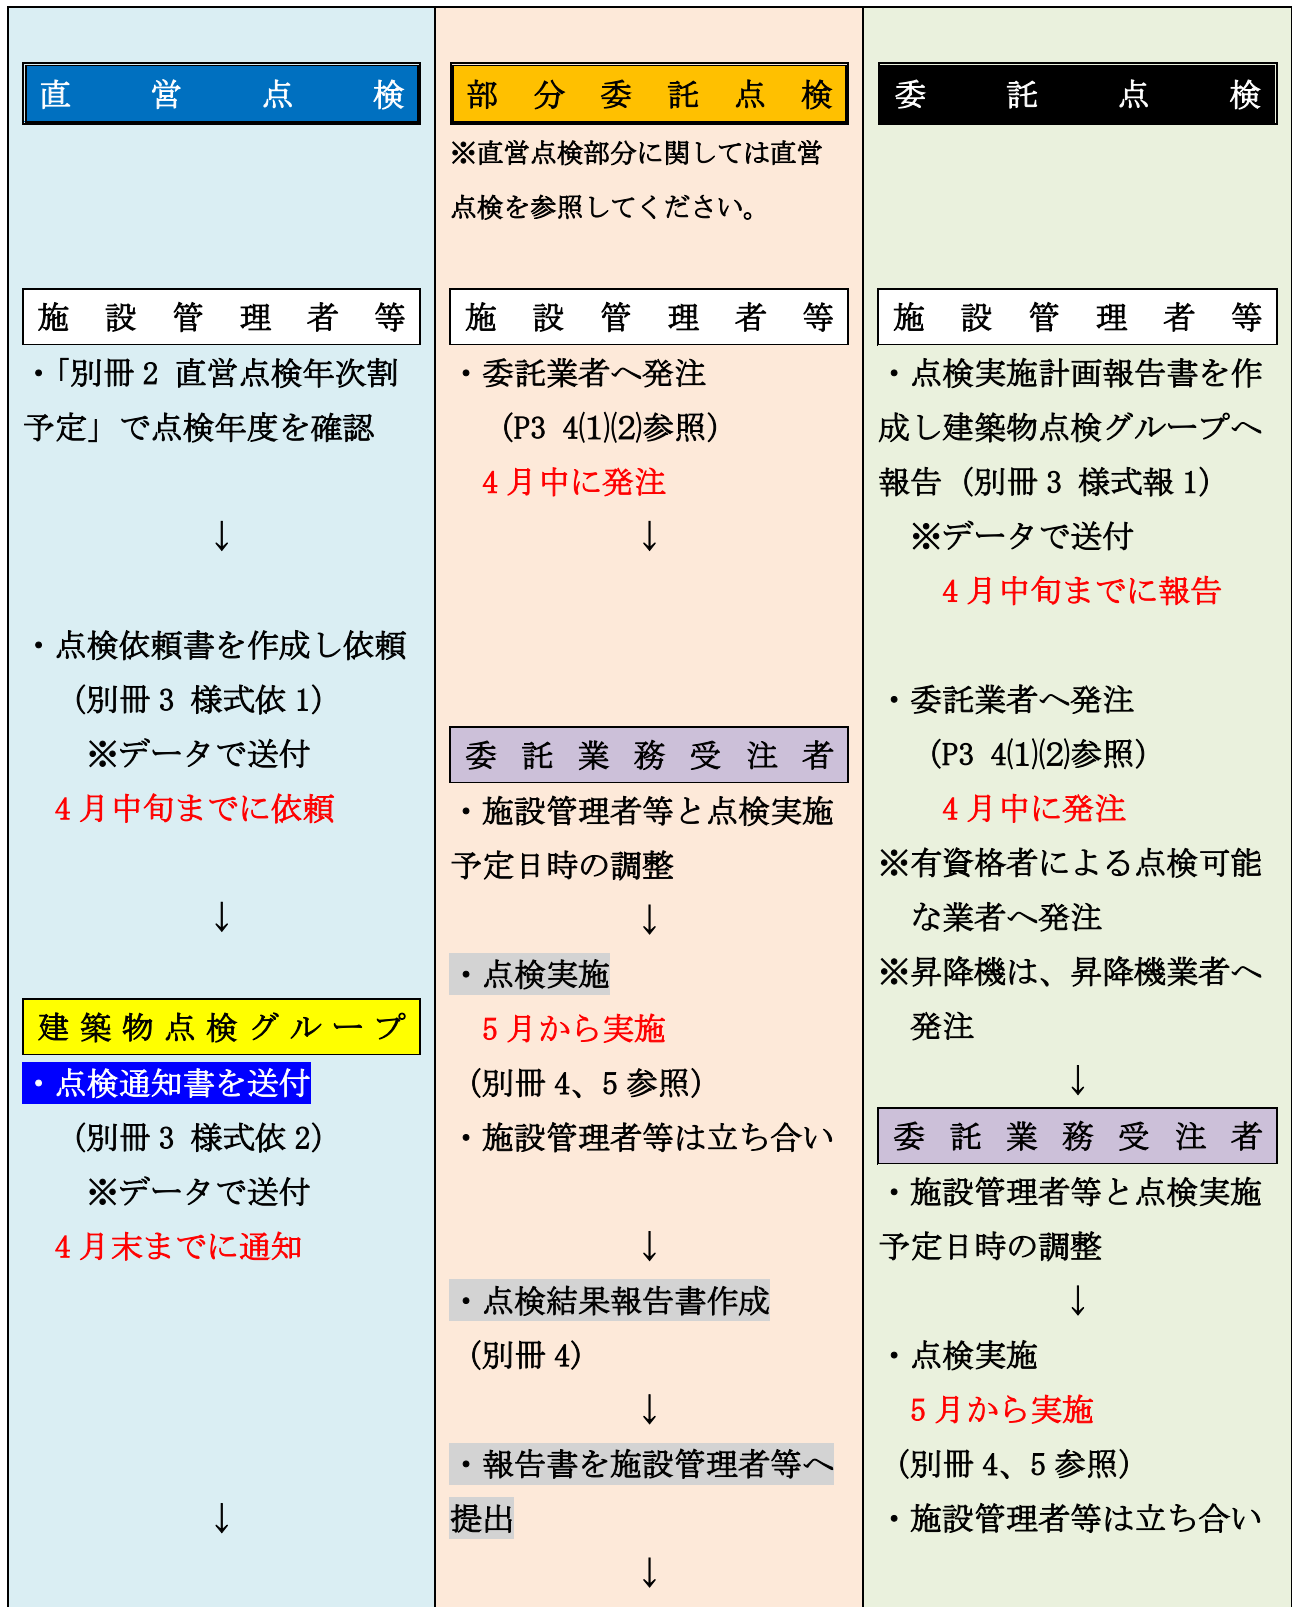 直営点検
施設管理者等
・「別冊2 直営点検年次割
予定」で点検年度を確認
↓
・点検依頼書を作成し依頼
(別冊3 様式依1)
※データで送付
4月中旬までに依頼
↓
建築物点検グループ
・点検通知書を送付
(別冊3 様式依2)
※データで送付
4月末までに通知
↓
部分委託点検
※直営点検部分に関しては直営
点検を参照してください。
施設管理者等
・委託業者へ発注
(P3 4⑴⑵参照)
4月中に発注
↓
委託業務受注者
・施設管理者等と点検実施
予定日時の調整
↓
・点検実施
5月から実施
(別冊4、5参照)
・施設管理者等は立ち合い
↓
・点検結果報告書作成
(別冊4)
↓
・報告書を施設管理者等へ
提出
↓
委託点検
施設管理者等
・点検実施計画報告書を作
成し建築物点検グループへ
報告(別冊3 様式報1)
※データで送付
4月中旬までに報告
・委託業者へ発注
(P3 4⑴⑵参照)
4月中に発注
※有資格者による点検可能
な業者へ発注
※昇降機は、昇降機業者へ
発注
↓
委託業務受注者
・施設管理者等と点検実施
予定日時の調整
↓
・点検実施
5月から実施
(別冊4、5参照)
・施設管理者等は立ち合い